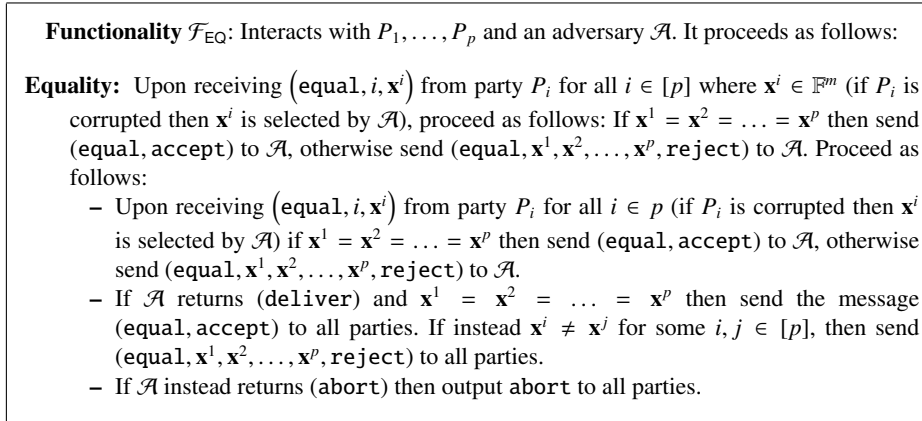 Functionality ℱ_EQ: Interacts with P_1, . . . , P_p and an adversary 𝒜. It proceeds as follows:
Equality: Upon receiving (equal, i, x^i) from party P_i for all i ∈ [p] where x^i ∈ 𝔽^m (if P_i is
corrupted then x^i is selected by 𝒜), proceed as follows: If x^1 = x^2 = . . . = x^p then send
(equal, accept) to 𝒜, otherwise send (equal, x^1, x^2, . . . , x^p, reject) to 𝒜. Proceed as
follows:
– Upon receiving (equal, i, x^i) from party P_i for all i ∈ p (if P_i is corrupted then x^i
is selected by 𝒜) if x^1 = x^2 = . . . = x^p then send (equal, accept) to 𝒜, otherwise
send (equal, x^1, x^2, . . . , x^p, reject) to 𝒜.
– If 𝒜 returns (deliver) and x^1 = x^2 = . . . = x^p then send the message
(equal, accept) to all parties. If instead x^i ≠ x^j for some i, j ∈ [p], then send
(equal, x^1, x^2, . . . , x^p, reject) to all parties.
– If 𝒜 instead returns (abort) then output abort to all parties.